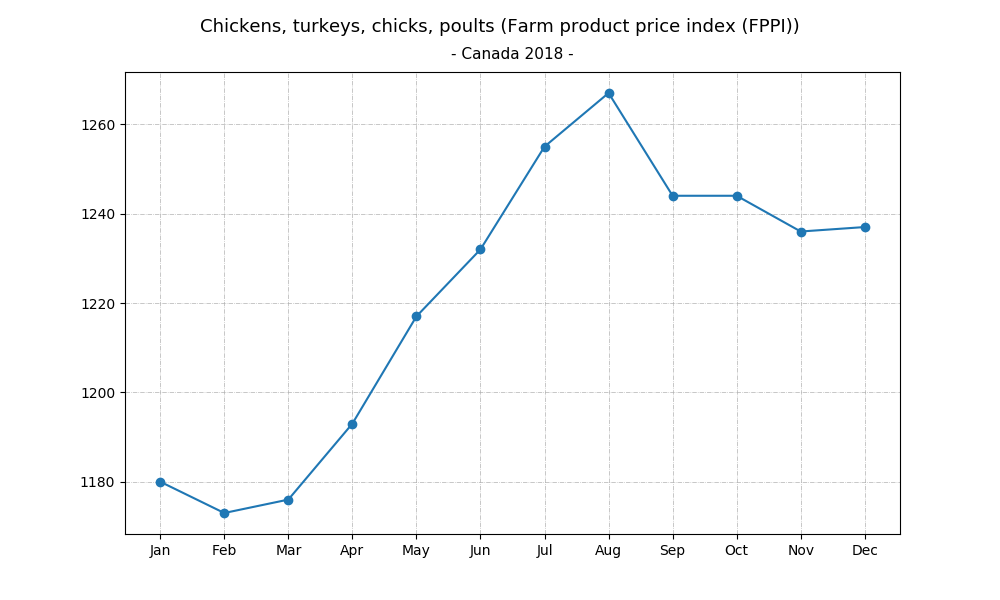 Chickens, turkeys, chicks, poults (Farm product price index (FPPI))
- Canada 2018 -
1260
1240
1220
1200
1180
Jan Feb Mar Apr May Jun Jul Aug Sep Oct Nov Dec